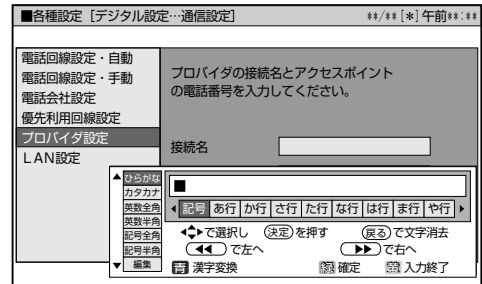 ■各種設定［デジタル設定…通信設定］ **/**[*]午前**:**
電話回線設定・自動
電話回線設定・手動
電話会社設定
優先利用回線設定
プロバイダ設定
LAN設定
プロバイダの接続名とアクセスポイント
の電話番号を入力してください。
接続名
ひらがな
カタカナ
英数全角
英数半角
記号全角
記号半角
編集
■
記号 あ行 か行 さ行 た行 な行 は行 ま行 や行
で選択し 決定を押す 戻るで文字消去
◀◀で左へ ▶▶で右へ
青 漢字変換 緑 確定 黄 入力終了